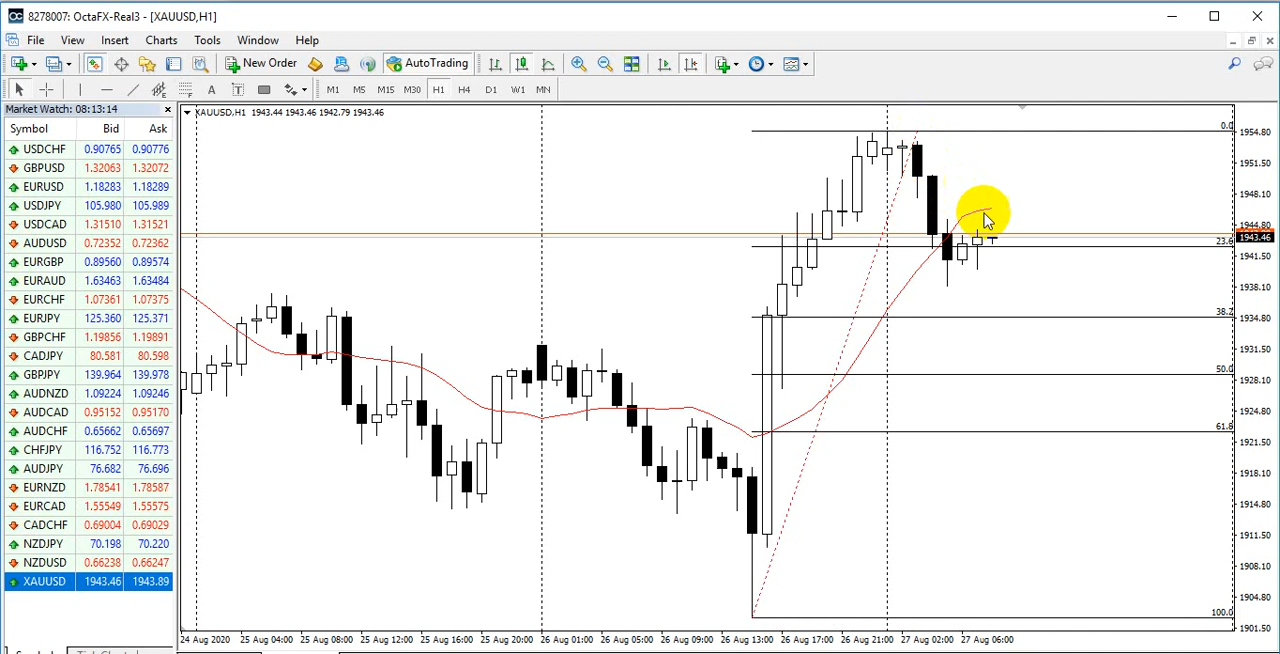 8278007: OctaFX-Real3 - [XAUUSD,H1]
File View Insert Charts Tools Window Help
New Order AutoTrading
A T M1 M5 M15 M30 H1 H4 D1 W1 MN
Market Watch: 08:13:14
Symbol Bid Ask
USDCHF 0.90765 0.90776
GBPUSD 1.32063 1.32072
EURUSD 1.18283 1.18289
USDJPY 105.980 105.989
USDCAD 1.31510 1.31521
AUDUSD 0.72352 0.72362
EURGBP 0.89560 0.89574
EURAUD 1.63463 1.63484
EURCHF 1.07361 1.07375
EURJPY 125.360 125.371
GBPCHF 1.19856 1.19891
CADJPY 80.581 80.598
GBPJPY 139.964 139.978
AUDNZD 1.09224 1.09246
AUDCAD 0.95152 0.95170
AUDCHF 0.65662 0.65697
CHFJPY 116.752 116.773
AUDJPY 76.682 76.696
EURNZD 1.78541 1.78587
EURCAD 1.55549 1.55575
CADCHF 0.69004 0.69029
NZDJPY 70.198 70.220
NZDUSD 0.66238 0.66247
XAUUSD 1943.46 1943.89
XAUUSD,H1 1943.44 1943.46 1942.79 1943.46
0.0
23.6
38.2
50.0
61.8
100.0
1954.80
1951.50
1948.10
1944.80
1943.46
1941.50
1938.10
1934.80
1931.50
1928.10
1924.80
1921.50
1918.10
1914.80
1911.50
1908.10
1904.80
1901.50
24 Aug 2020 25 Aug 04:00 25 Aug 08:00 25 Aug 12:00 25 Aug 16:00 25 Aug 20:00 26 Aug 01:00 26 Aug 05:00 26 Aug 09:00 26 Aug 13:00 26 Aug 17:00 26 Aug 21:00 27 Aug 02:00 27 Aug 06:00